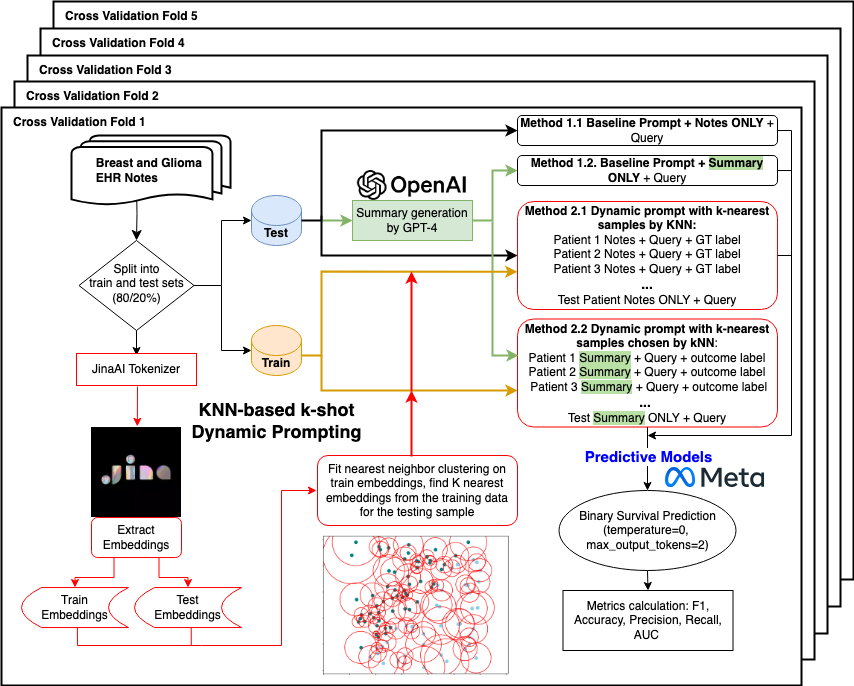 Cross Validation Fold 5
Cross Validation Fold 4
Cross Validation Fold 3
Cross Validation Fold 2
Cross Validation Fold 1
Breast and Glioma
EHR Notes
Split into
train and test sets
(80/20%)
JinaAI Tokenizer
Jina
Extract
Embeddings
Train
Embeddings
Test
Embeddings
Test
Train
OpenAI
Summary generation
by GPT-4
KNN-based k-shot
Dynamic Prompting
Fit nearest neighbor clustering on
train embeddings, find K nearest
embeddings from the training data
for the testing sample
Method 1.1 Baseline Prompt + Notes ONLY +
Query
Method 1.2. Baseline Prompt + Summary
ONLY + Query
Method 2.1 Dynamic prompt with k-nearest
samples by KNN:
Patient 1 Notes + Query + GT label
Patient 2 Notes + Query + GT label
Patient 3 Notes + Query + GT label
...
Test Patient Notes ONLY + Query
Method 2.2 Dynamic prompt with k-nearest
samples chosen by kNN:
Patient 1 Summary + Query + outcome label
Patient 2 Summary + Query + outcome label
Patient 3 Summary + Query + outcome label
...
Test Summary ONLY + Query
Predictive Models
Meta
Binary Survival Prediction
(temperature=0,
max_output_tokens=2)
Metrics calculation: F1,
Accuracy, Precision, Recall,
AUC